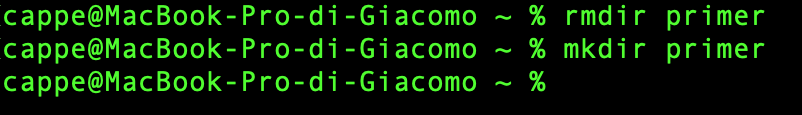 cappe@MacBook-Pro-di-Giacomo ~ % rmdir primer
cappe@MacBook-Pro-di-Giacomo ~ % mkdir primer
cappe@MacBook-Pro-di-Giacomo ~ %